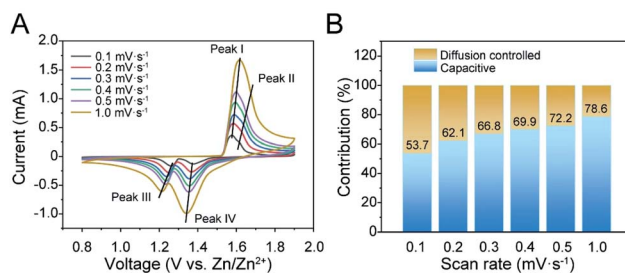 A
Current (mA)
2.0
1.5
1.0
0.5
0.0
-0.5
-1.0
0.1 mV·s⁻¹
0.2 mV·s⁻¹
0.3 mV·s⁻¹
0.4 mV·s⁻¹
0.5 mV·s⁻¹
1.0 mV·s⁻¹
Peak I
Peak II
Peak III
Peak IV
0.8 1.0 1.2 1.4 1.6 1.8 2.0
Voltage (V vs. Zn/Zn²⁺)
B
Contribution (%)
120
100
80
60
40
20
0
Diffusion controlled
Capacitive
53.7 62.1 66.8 69.9 72.2 78.6
0.1 0.2 0.3 0.4 0.5 1.0
Scan rate (mV·s⁻¹)